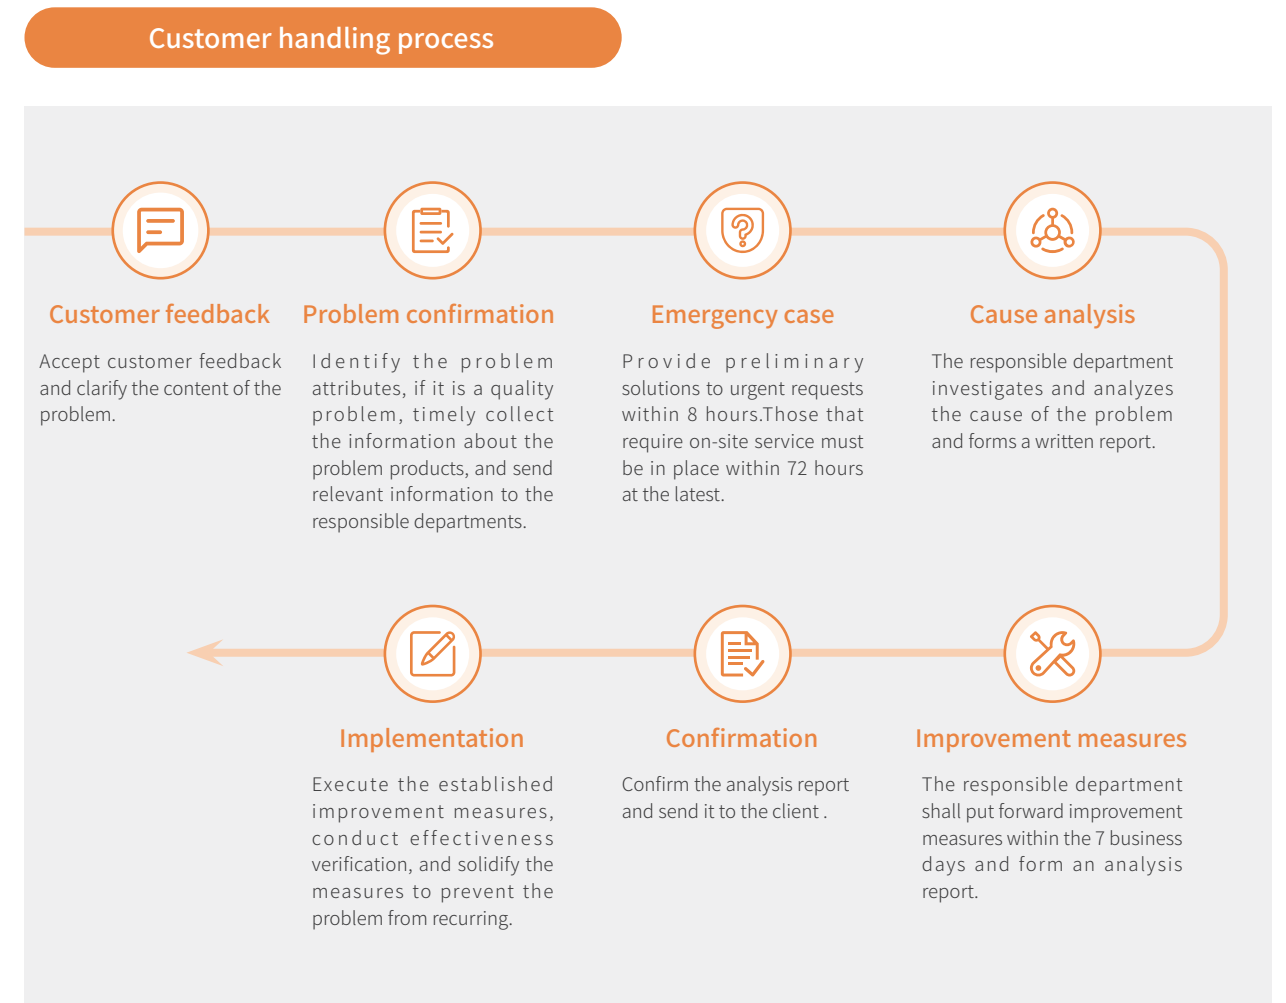 Customer handling process
Customer feedback
Accept customer feedback
and clarify the content of the
problem.
Problem confirmation
Identify the problem
attributes, if it is a quality
problem, timely collect
the information about the
problem products, and send
relevant information to the
responsible departments.
Emergency case
Provide preliminary
solutions to urgent requests
within 8 hours.Those that
require on-site service must
be in place within 72 hours
at the latest.
Cause analysis
The responsible department
investigates and analyzes
the cause of the problem
and forms a written report.
Improvement measures
The responsible department
shall put forward improvement
measures within the 7 business
days and form an analysis
report.
Confirmation
Confirm the analysis report
and send it to the client .
Implementation
Execute the established
improvement measures,
conduct effectiveness
verification, and solidify the
measures to prevent the
problem from recurring.